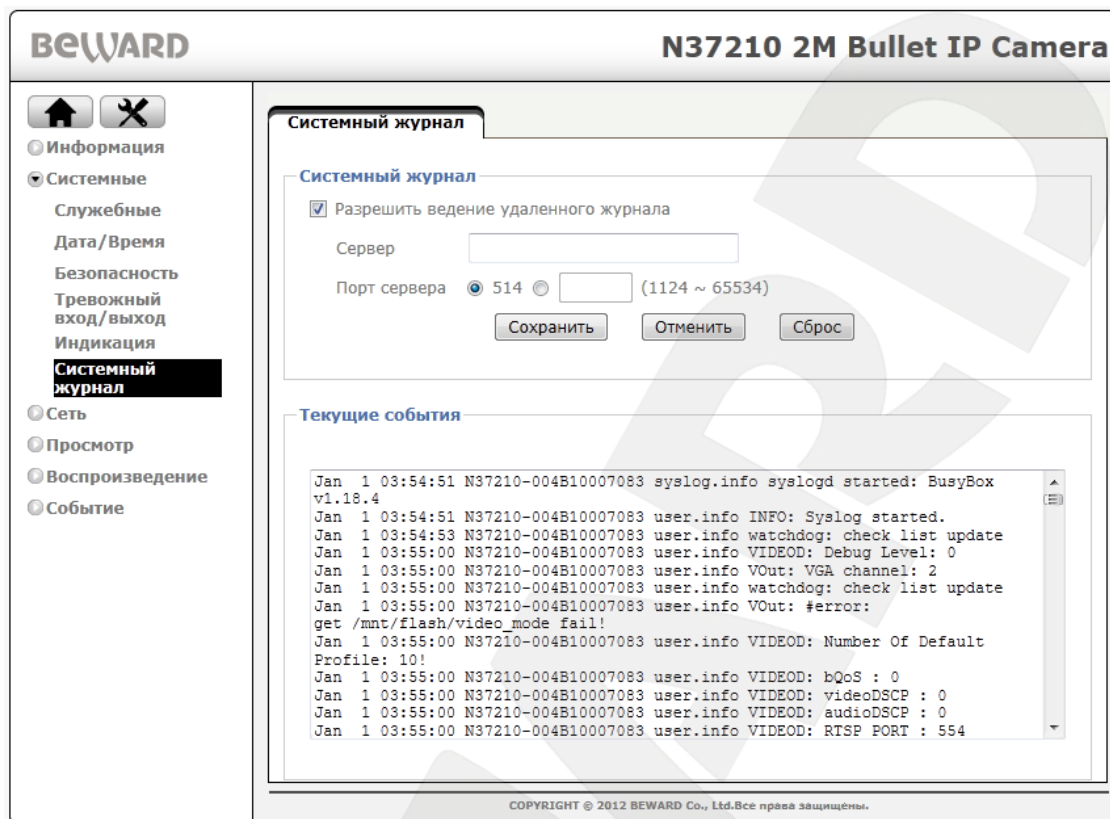 BEWARD
N37210 2M Bullet IP Camera
Информация
Системные
Служебные
Дата/Время
Безопасность
Тревожный
вход/выход
Индикация
Системный
журнал
Сеть
Просмотр
Воспроизведение
Событие
Системный журнал
Системный журнал
Разрешить ведение удаленного журнала
Сервер
Порт сервера 514 (1124 ~ 65534)
Сохранить Отменить Сброс
Текущие события
Jan 1 03:54:51 N37210-004B10007083 syslog.info syslogd started: BusyBox
v1.18.4
Jan 1 03:54:51 N37210-004B10007083 user.info INFO: Syslog started.
Jan 1 03:54:53 N37210-004B10007083 user.info watchdog: check list update
Jan 1 03:55:00 N37210-004B10007083 user.info VIDEOD: Debug Level: 0
Jan 1 03:55:00 N37210-004B10007083 user.info VOut: VGA channel: 2
Jan 1 03:55:00 N37210-004B10007083 user.info watchdog: check list update
Jan 1 03:55:00 N37210-004B10007083 user.info VOut: #error:
get /mnt/flash/video_mode fail!
Jan 1 03:55:00 N37210-004B10007083 user.info VIDEOD: Number Of Default
Profile: 10!
Jan 1 03:55:00 N37210-004B10007083 user.info VIDEOD: bQoS : 0
Jan 1 03:55:00 N37210-004B10007083 user.info VIDEOD: videoDSCP : 0
Jan 1 03:55:00 N37210-004B10007083 user.info VIDEOD: audioDSCP : 0
Jan 1 03:55:00 N37210-004B10007083 user.info VIDEOD: RTSP PORT : 554
COPYRIGHT © 2012 BEWARD Co., Ltd.Все права защищены.